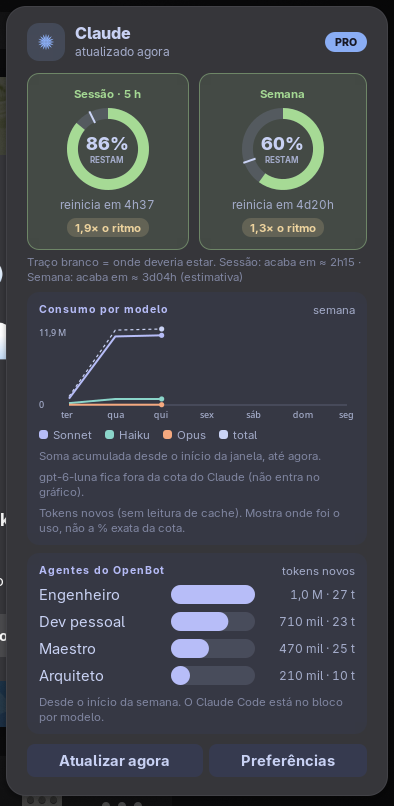 Claude
atualizado agora
PRO
Sessão · 5 h
86%
RESTAM
reinicia em 4h37
1,9× o ritmo
Semana
60%
RESTAM
reinicia em 4d20h
1,3× o ritmo
Traço branco = onde deveria estar. Sessão: acaba em ≈ 2h15 ·
Semana: acaba em ≈ 3d04h (estimativa)
Consumo por modelo
semana
11,9 M
0
ter qua qui sex sáb dom seg
Sonnet Haiku Opus total
Soma acumulada desde o início da janela, até agora.
gpt-6-luna fica fora da cota do Claude (não entra no
gráfico).
Tokens novos (sem leitura de cache). Mostra onde foi o
uso, não a % exata da cota.
Agentes do OpenBot
tokens novos
Engenheiro 1,0 M · 27 t
Dev pessoal 710 mil · 23 t
Maestro 470 mil · 25 t
Arquiteto 210 mil · 10 t
Desde o início da semana. O Claude Code está no bloco
por modelo.
Atualizar agora
Preferências